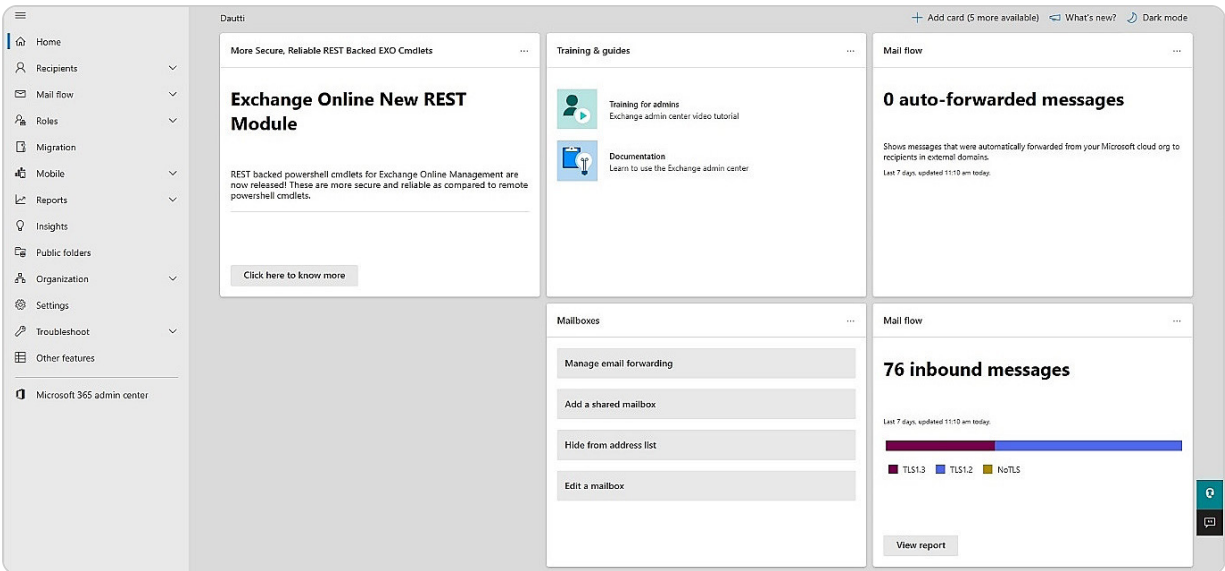 Dautti
Add card (5 more available)
What's new?
Dark mode
Home
Recipients
Mail flow
Roles
Migration
Mobile
Reports
Insights
Public folders
Organization
Settings
Troubleshoot
Other features
Microsoft 365 admin center
More Secure, Reliable REST Backed EXO Cmdlets
Exchange Online New REST
Module
REST backed powershell cmdlets for Exchange Online Management are
now released! These are more secure and reliable as compared to remote
powershell cmdlets.
Click here to know more
Training & guides
Training for admins
Exchange admin center video tutorial
Documentation
Learn to use the Exchange admin center
Mail flow
0 auto-forwarded messages
Shows messages that were automatically forwarded from your Microsoft cloud org to
recipients in external domains.
Last 7 days, updated 11:10 am today.
Mailboxes
Manage email forwarding
Add a shared mailbox
Hide from address list
Edit a mailbox
Mail flow
76 inbound messages
Last 7 days, updated 11:10 am today.
TLS1.3
TLS1.2
NoTLS
View report